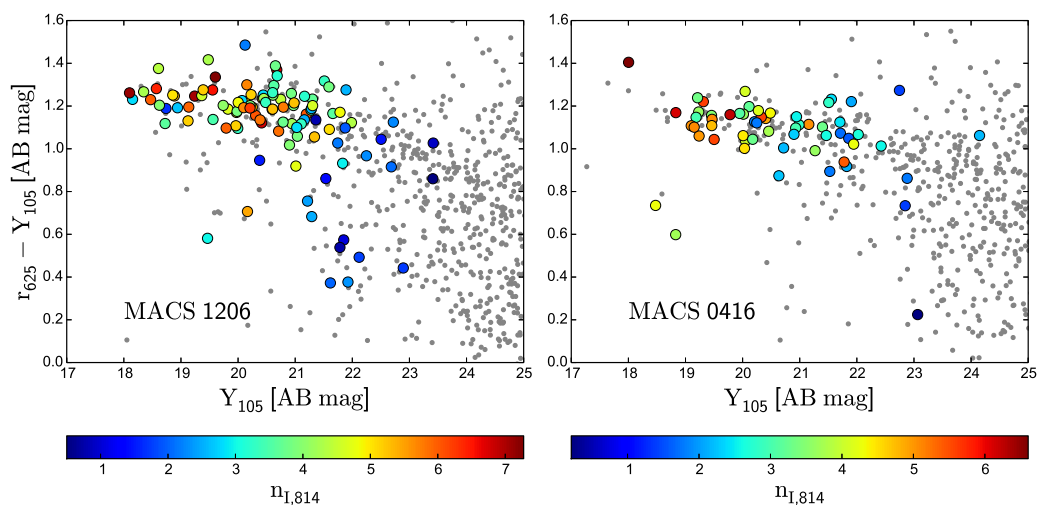 1.6 1.6
1.4 1.4
1.2 1.2
1.0 1.0
0.8 0.8
0.6 0.6
0.4 0.4
0.2 0.2
0.0 0.0
r625 − Y105 [AB mag]
MACS 1206 MACS 0416
17 18 19 20 21 22 23 24 25 17 18 19 20 21 22 23 24 25
Y105 [AB mag] Y105 [AB mag]
1 2 3 4 5 6 7 1 2 3 4 5 6
nI,814 nI,814